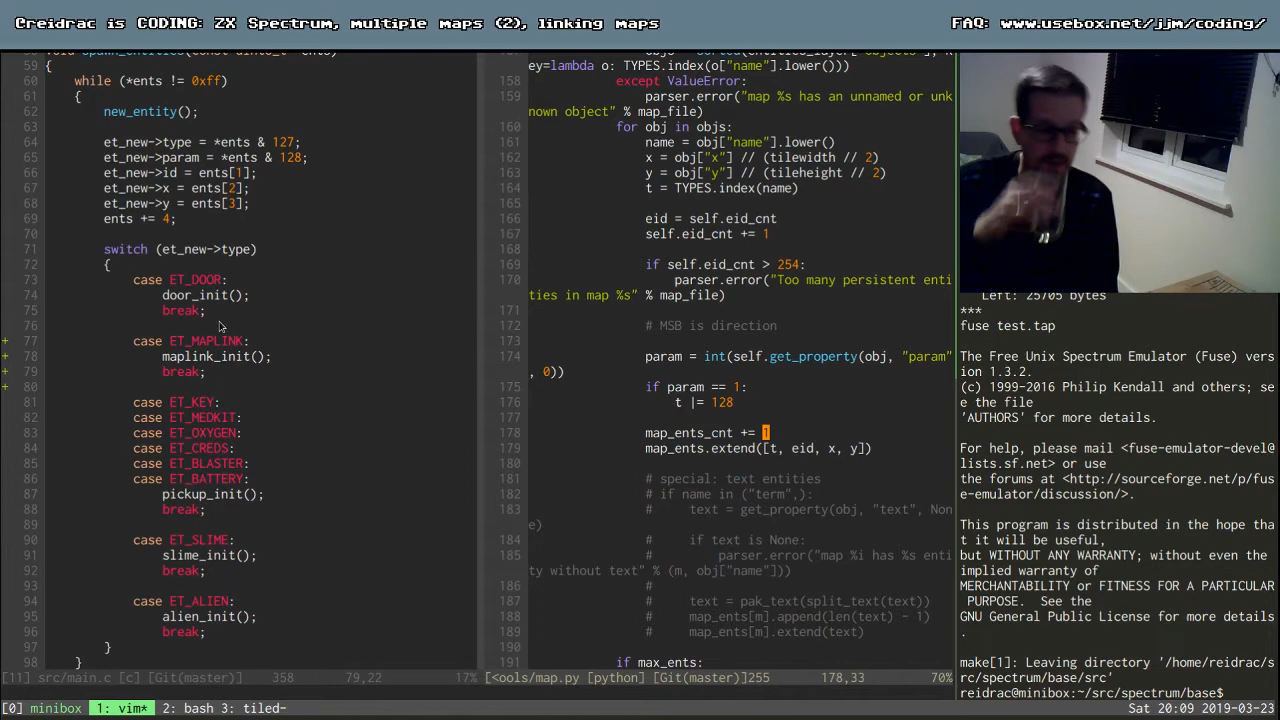 Creidrac is CODING: ZX Spectrum, multiple maps (2), linking maps
FAQ: www.usebox.net/jjm/coding/
59 {
60     while (*ents != 0xff)
61     {
62         new_entity();
63
64         et_new->type = *ents & 127;
65         et_new->param = *ents & 128;
66         et_new->id = ents[1];
67         et_new->x = ents[2];
68         et_new->y = ents[3];
69         ents += 4;
70
71         switch (et_new->type)
72         {
73             case ET_DOOR:
74                 door_init();
75                 break;
76
+ 77             case ET_MAPLINK:
+ 78                 maplink_init();
+ 79                 break;
+ 80
81             case ET_KEY:
82             case ET_MEDKIT:
83             case ET_OXYGEN:
84             case ET_CREDS:
85             case ET_BLASTER:
86             case ET_BATTERY:
87                 pickup_init();
88                 break;
89
90             case ET_SLIME:
91                 slime_init();
92                 break;
93
94             case ET_ALIEN:
95                 alien_init();
96                 break;
97         }
98     }
[11] src/main.c [c] [Git(master)] 358 79,22 17%
ey=lambda o: TYPES.index(o["name"].lower()))
158             except ValueError:
159                 parser.error("map %s has an unnamed or unk
nown object" % map_file)
160             for obj in objs:
161                 name = obj["name"].lower()
162                 x = obj["x"] // (tilewidth // 2)
163                 y = obj["y"] // (tileheight // 2)
164                 t = TYPES.index(name)
165
166                 eid = self.eid_cnt
167                 self.eid_cnt += 1
168
169                 if self.eid_cnt > 254:
170                     parser.error("Too many persistent enti
ties in map %s" % map_file)
171
172                 # MSB is direction
173
174                 param = int(self.get_property(obj, "param"
, 0))
175                 if param == 1:
176                     t |= 128
177
178                 map_ents_cnt += 1
179                 map_ents.extend([t, eid, x, y])
180
181                 # special: text entities
182                 # if name in ("term",):
183                 #     text = get_property(obj, "text", Non
e)
184                 #     if text is None:
185                 #         parser.error("map %i has %s enti
ty without text" % (m, obj["name"]))
186                 #
187                 #     text = pak_text(split_text(text))
188                 #     map_ents[m].append(len(text) - 1)
189                 #     map_ents[m].extend(text)
190
191             if max_ents:
[<ools/map.py [python] [Git(master)]255 178,33 70%
Left: 25705 bytes
***
fuse test.tap

The Free Unix Spectrum Emulator (Fuse) vers
ion 1.3.2.
(c) 1999-2016 Philip Kendall and others; se
e the file
'AUTHORS' for more details.

For help, please mail <fuse-emulator-devel@
lists.sf.net> or use
the forums at <http://sourceforge.net/p/fus
e-emulator/discussion/>.

This program is distributed in the hope tha
t it will be useful,
but WITHOUT ANY WARRANTY; without even the
implied warranty of
MERCHANTABILITY or FITNESS FOR A PARTICULAR
 PURPOSE.  See the
GNU General Public License for more details
.

make[1]: Leaving directory '/home/reidrac/s
rc/spectrum/base/src'
reidrac@minibox:~/src/spectrum/base$
[0] minibox 1: vim* 2: bash 3: tiled-
Sat 20:09 2019-03-23